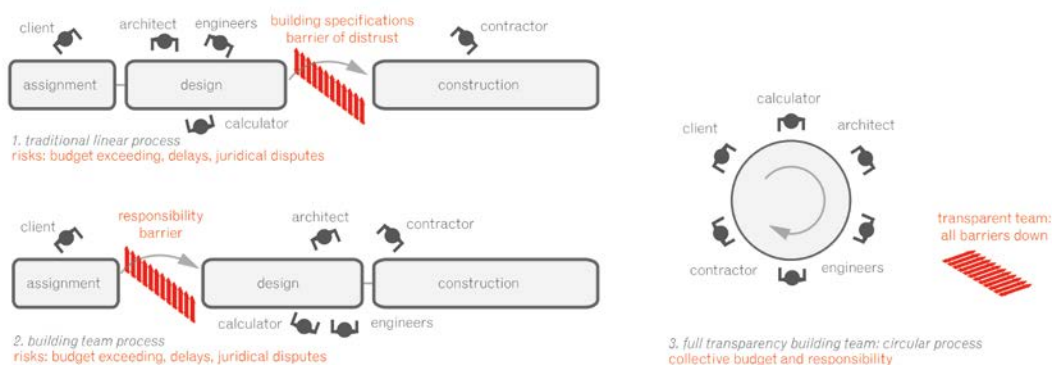 client
architect
engineers
building specifications
barrier of distrust
contractor
assignment
design
construction
calculator
1. traditional linear process
risks: budget exceeding, delays, juridical disputes
client
responsibility
barrier
architect
contractor
assignment
design
construction
calculator
engineers
2. building team process
risks: budget exceeding, delays, juridical disputes
calculator
client
architect
transparent team:
all barriers down
contractor
engineers
3. full transparency building team: circular process
collective budget and responsibility